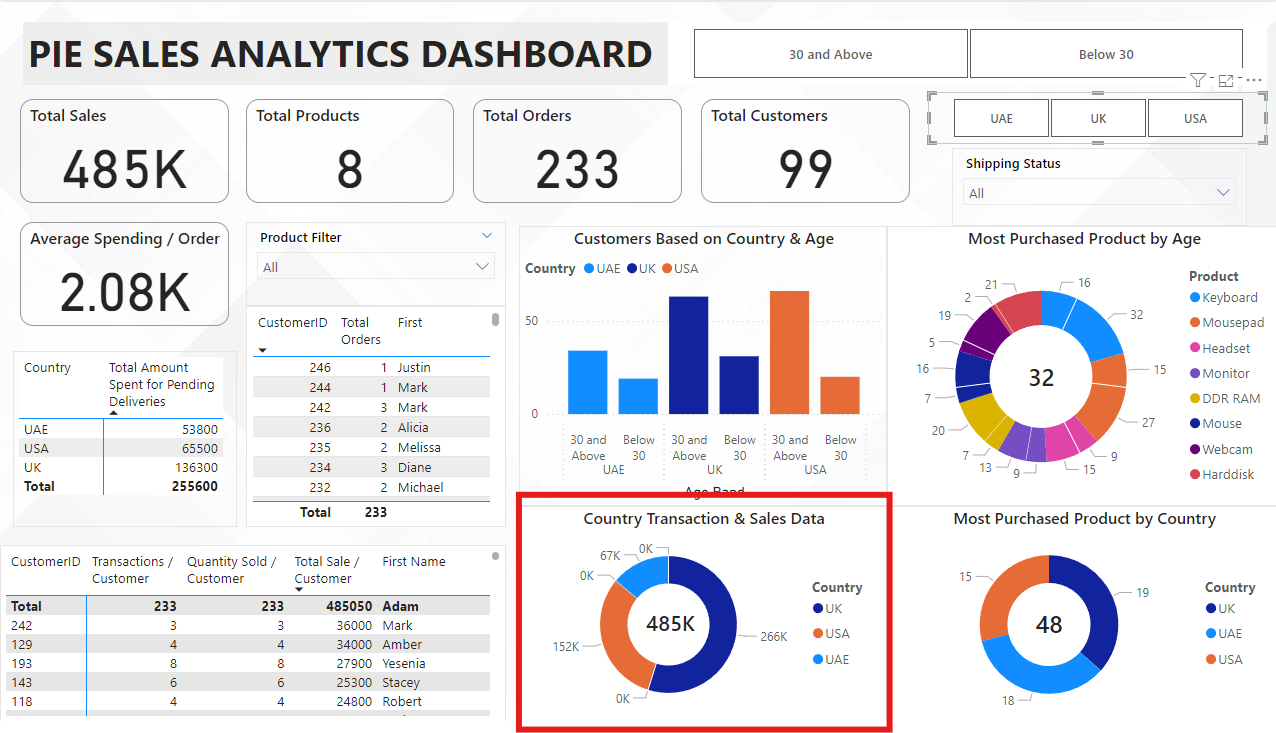 PIE SALES ANALYTICS DASHBOARD
30 and Above
Below 30
UAE
UK
USA
Total Sales
485K
Total Products
8
Total Orders
233
Total Customers
99
Shipping Status
All
Average Spending / Order
2.08K
Product Filter
All
CustomerID Total Orders First
246 1 Justin
244 1 Mark
242 3 Mark
236 2 Alicia
235 2 Melissa
234 3 Diane
232 2 Michael
Total 233
Country Total Amount Spent for Pending Deliveries
UAE 53800
USA 65500
UK 136300
Total 255600
Customers Based on Country & Age
Country UAE UK USA
50
0
30 and Above Below 30 30 and Above Below 30 30 and Above Below 30
UAE UK USA
Age Band
Most Purchased Product by Age
16
32
15
27
9
15
9
13
7
20
7
16
5
19
2
21
32
Product
Keyboard
Mousepad
Headset
Monitor
DDR RAM
Mouse
Webcam
Harddisk
CustomerID Transactions / Customer Quantity Sold / Customer Total Sale / Customer First Name
Total 233 233 485050 Adam
242 3 3 36000 Mark
129 4 4 34000 Amber
193 8 8 27900 Yesenia
143 6 6 25300 Stacey
118 4 4 24800 Robert
Country Transaction & Sales Data
0K
67K
0K
152K
0K
266K
485K
Country
UK
USA
UAE
Most Purchased Product by Country
15
19
18
48
Country
UK
UAE
USA